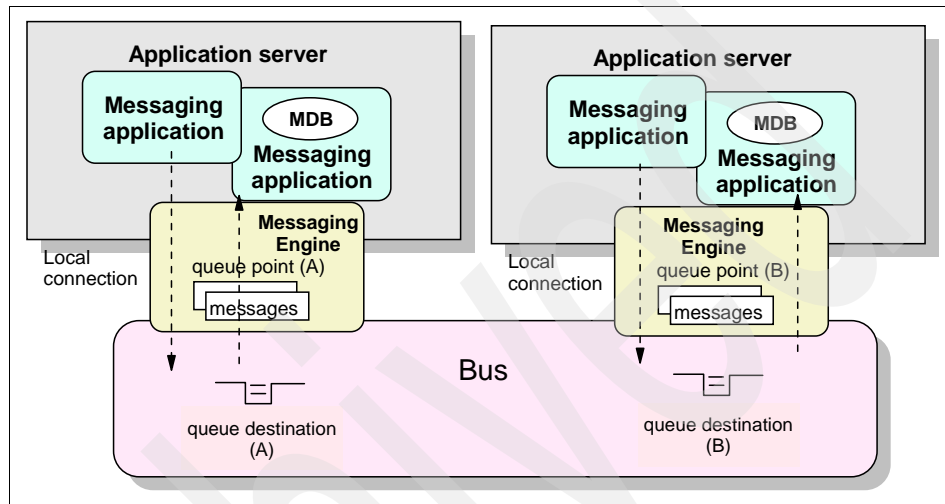 Application server
Messaging
application
MDB
Messaging
application
Messaging
Engine
Local
connection
queue point (A)
messages
Application server
Messaging
application
MDB
Messaging
application
Messaging
Engine
Local
connection
queue point (B)
messages
Bus
queue destination
(A)
queue destination
(B)